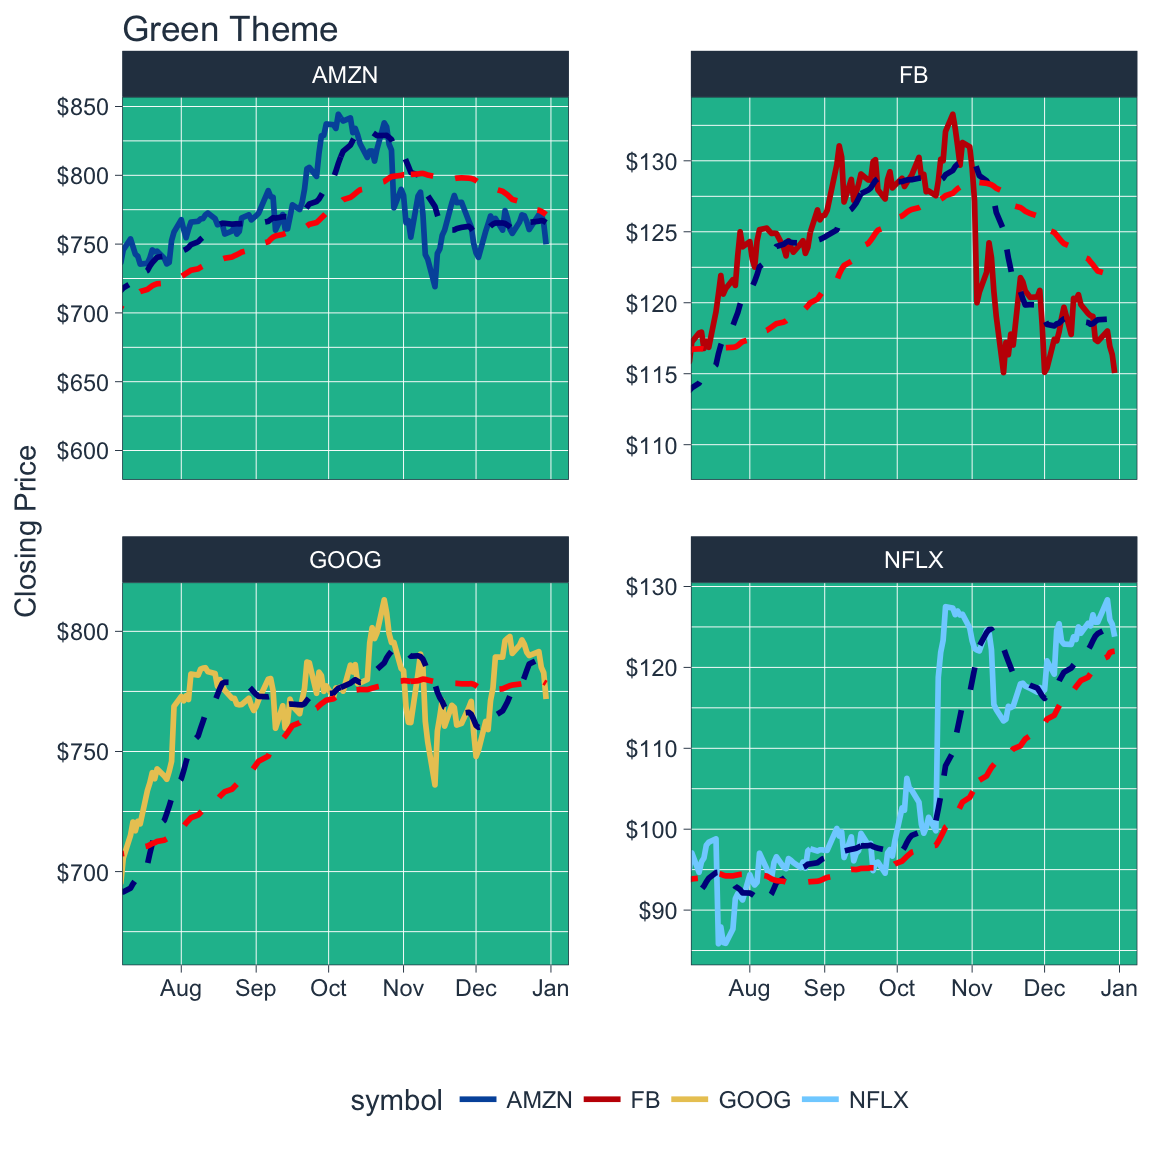 Green Theme
AMZN
FB
$850
$800
$750
$700
$650
$600
$130
$125
$120
$115
$110
Closing Price
GOOG
NFLX
$800
$750
$700
$130
$120
$110
$100
$90
Aug Sep Oct Nov Dec Jan
Aug Sep Oct Nov Dec Jan
symbol AMZN FB GOOG NFLX